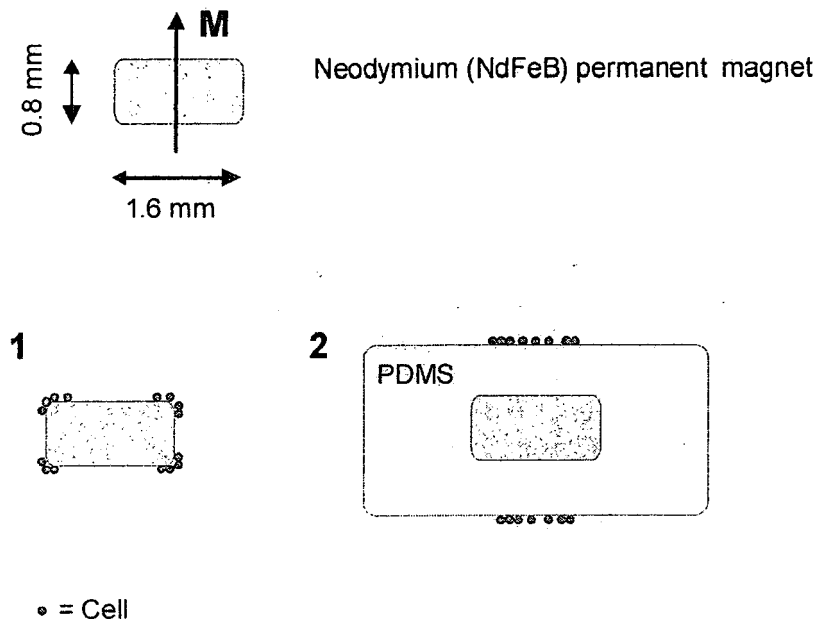 M
0.8 mm
Neodymium (NdFeB) permanent magnet
1.6 mm
1
2
PDMS
= Cell